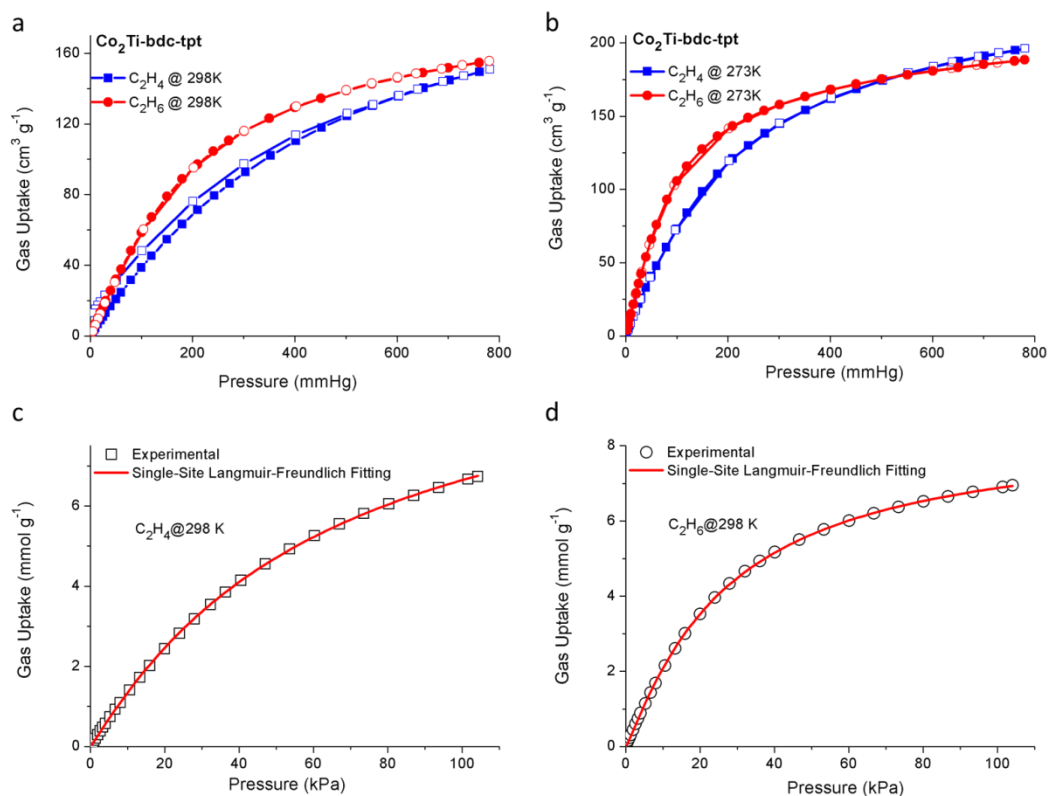 a
Co₂Ti-bdc-tpt
C₂H₄ @ 298K
C₂H₆ @ 298K
Gas Uptake (cm³ g⁻¹)
160
120
80
40
0
0 200 400 600 800
Pressure (mmHg)
b
Co₂Ti-bdc-tpt
C₂H₄ @ 273K
C₂H₆ @ 273K
Gas Uptake (cm³ g⁻¹)
200
150
100
50
0
0 200 400 600 800
Pressure (mmHg)
c
Experimental
Single-Site Langmuir-Freundlich Fitting
C₂H₄@298 K
Gas Uptake (mmol g⁻¹)
6
4
2
0
0 20 40 60 80 100
Pressure (kPa)
d
Experimental
Single-Site Langmuir-Freundlich Fitting
C₂H₆@298 K
Gas Uptake (mmol g⁻¹)
8
6
4
2
0
0 20 40 60 80 100
Pressure (kPa)